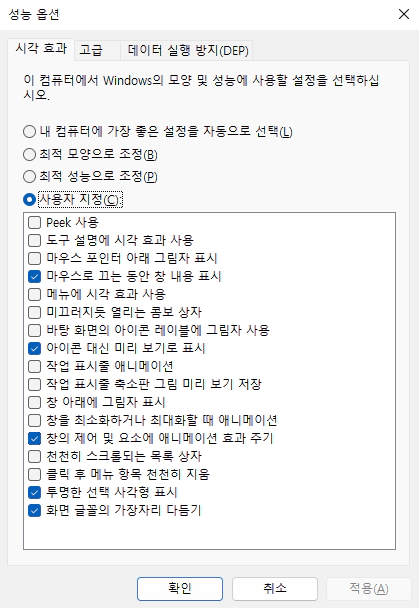 성능 옵션
시각 효과
고급
데이터 실행 방지(DEP)
이 컴퓨터에서 Windows의 모양 및 성능에 사용할 설정을 선택하십
시오.
내 컴퓨터에 가장 좋은 설정을 자동으로 선택(L)
최적 모양으로 조정(B)
최적 성능으로 조정(P)
사용자 지정(C):
Peek 사용
도구 설명에 시각 효과 사용
마우스 포인터 아래 그림자 표시
마우스로 끄는 동안 창 내용 표시
메뉴에 시각 효과 사용
미끄러지듯 열리는 콤보 상자
바탕 화면의 아이콘 레이블에 그림자 사용
아이콘 대신 미리 보기로 표시
작업 표시줄 애니메이션
작업 표시줄 축소판 그림 미리 보기 저장
창 아래에 그림자 표시
창을 최소화하거나 최대화할 때 애니메이션
창의 제어 및 요소에 애니메이션 효과 주기
천천히 스크롤되는 목록 상자
클릭 후 메뉴 항목 천천히 지움
투명한 선택 사각형 표시
화면 글꼴의 가장자리 다듬기
확인
취소
적용(A)